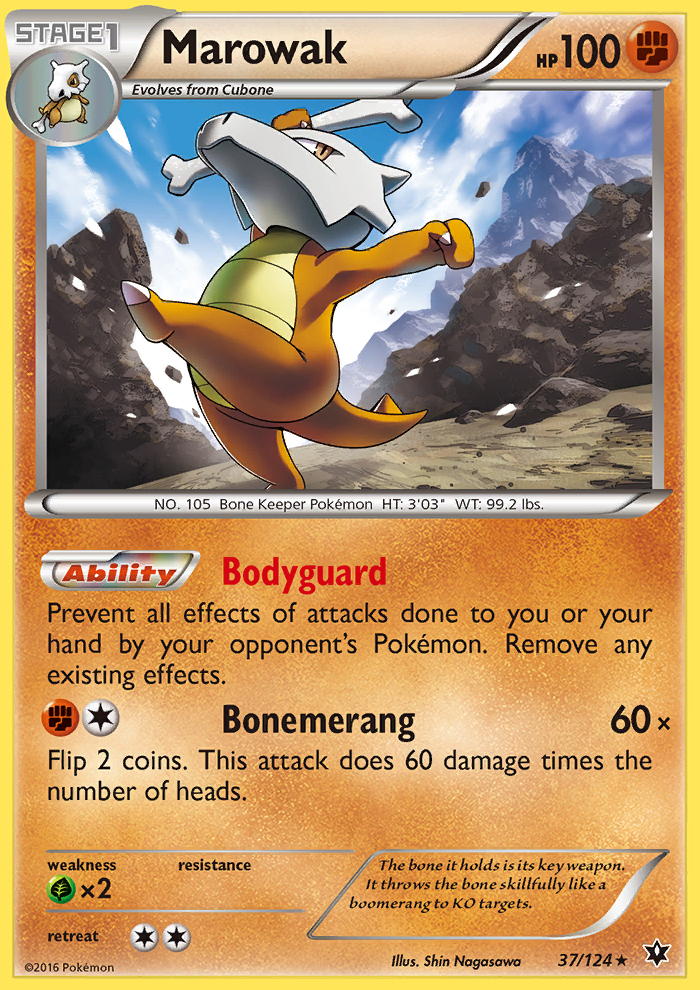 STAGE1
Marowak
HP100
Evolves from Cubone
NO. 105 Bone Keeper Pokémon HT: 3'03" WT: 99.2 lbs.
Ability Bodyguard
Prevent all effects of attacks done to you or your
hand by your opponent's Pokémon. Remove any
existing effects.
Bonemerang 60×
Flip 2 coins. This attack does 60 damage times the
number of heads.
weakness resistance
×2
retreat
The bone it holds is its key weapon.
It throws the bone skillfully like a
boomerang to KO targets.
©2016 Pokémon
Illus. Shin Nagasawa
37/124 ★